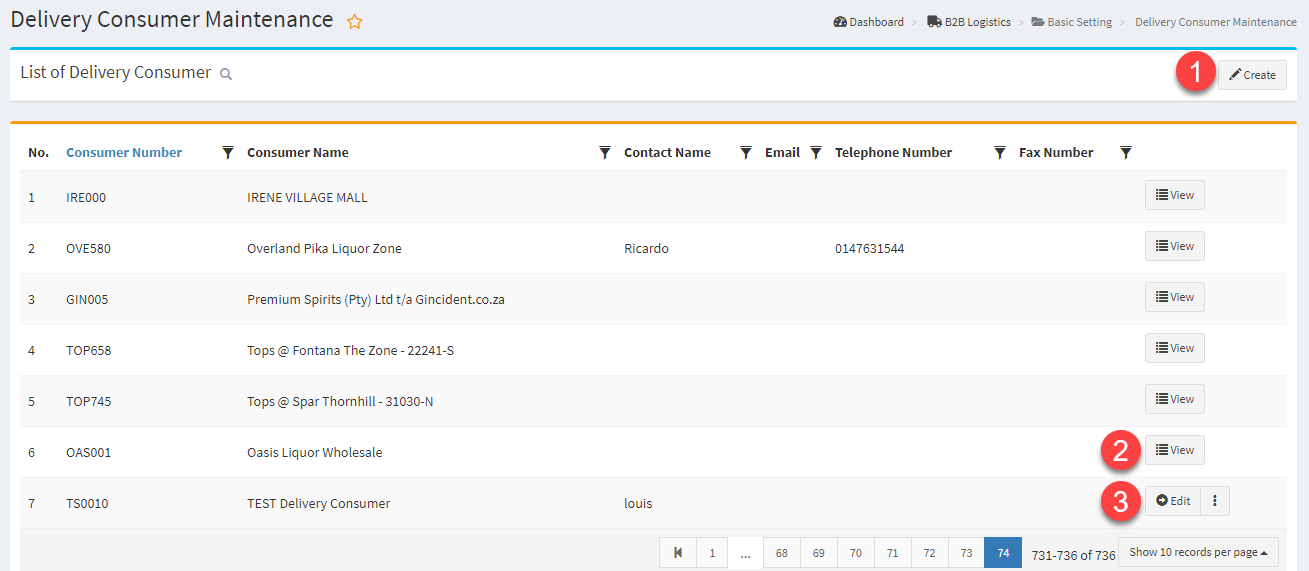 Delivery Consumer Maintenance
Dashboard > B2B Logistics > Basic Setting > Delivery Consumer Maintenance
List of Delivery Consumer
1 Create
No. Consumer Number Consumer Name Contact Name Email Telephone Number Fax Number
1 IRE000 IRENE VILLAGE MALL View
2 OVE580 Overland Pika Liquor Zone Ricardo 0147631544 View
3 GIN005 Premium Spirits (Pty) Ltd t/a Gincident.co.za View
4 TOP658 Tops @ Fontana The Zone - 22241-S View
5 TOP745 Tops @ Spar Thornhill - 31030-N View
6 OAS001 Oasis Liquor Wholesale 2 View
7 TS0010 TEST Delivery Consumer louis 3 Edit
1 ... 68 69 70 71 72 73 74 731-736 of 736 Show 10 records per page